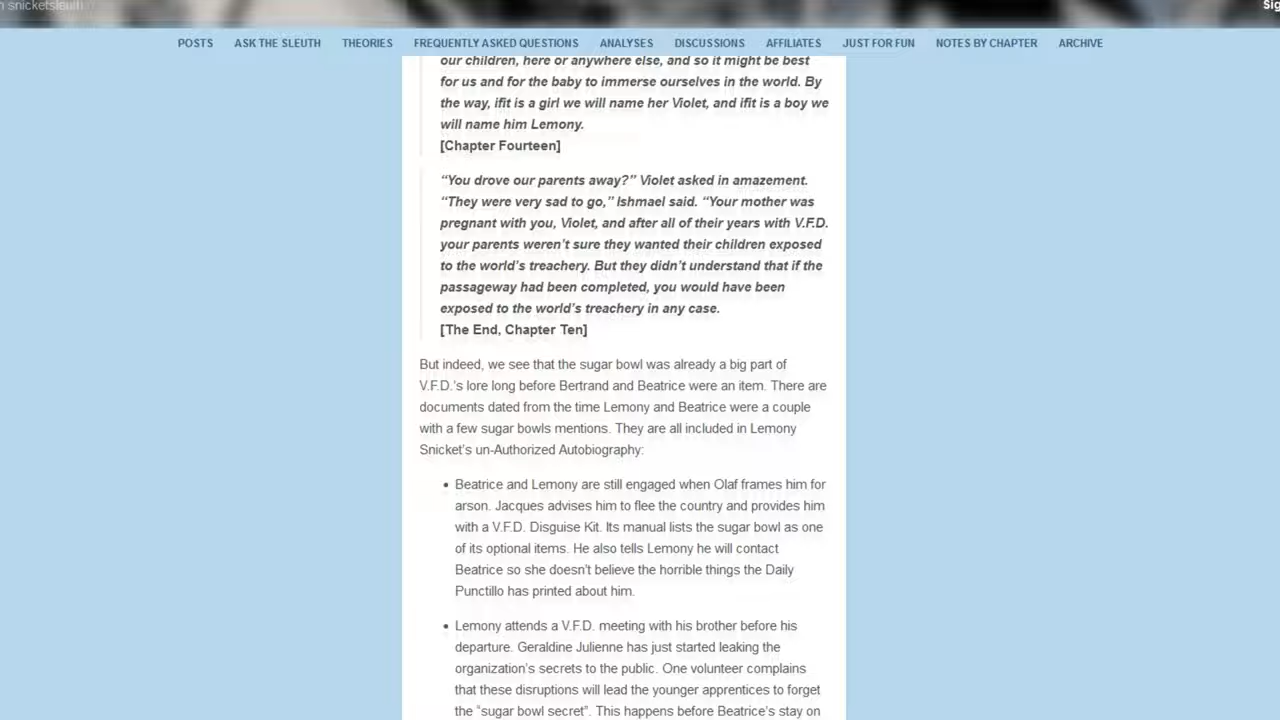 snicketsleuth
Sig
POSTS ASK THE SLEUTH THEORIES FREQUENTLY ASKED QUESTIONS ANALYSES DISCUSSIONS AFFILIATES JUST FOR FUN NOTES BY CHAPTER ARCHIVE
our children, here or anywhere else, and so it might be best
for us and for the baby to immerse ourselves in the world. By
the way, ifit is a girl we will name her Violet, and ifit is a boy we
will name him Lemony.
[Chapter Fourteen]
“You drove our parents away?” Violet asked in amazement.
“They were very sad to go,” Ishmael said. “Your mother was
pregnant with you, Violet, and after all of their years with V.F.D.
your parents weren’t sure they wanted their children exposed
to the world’s treachery. But they didn’t understand that if the
passageway had been completed, you would have been
exposed to the world’s treachery in any case.
[The End, Chapter Ten]
But indeed, we see that the sugar bowl was already a big part of
V.F.D.’s lore long before Bertrand and Beatrice were an item. There are
documents dated from the time Lemony and Beatrice were a couple
with a few sugar bowls mentions. They are all included in Lemony
Snicket’s un-Authorized Autobiography:
• Beatrice and Lemony are still engaged when Olaf frames him for
arson. Jacques advises him to flee the country and provides him
with a V.F.D. Disguise Kit. Its manual lists the sugar bowl as one
of its optional items. He also tells Lemony he will contact
Beatrice so she doesn’t believe the horrible things the Daily
Punctillo has printed about him.
• Lemony attends a V.F.D. meeting with his brother before his
departure. Geraldine Julienne has just started leaking the
organization’s secrets to the public. One volunteer complains
that these disruptions will lead the younger apprentices to forget
the “sugar bowl secret”. This happens before Beatrice’s stay on